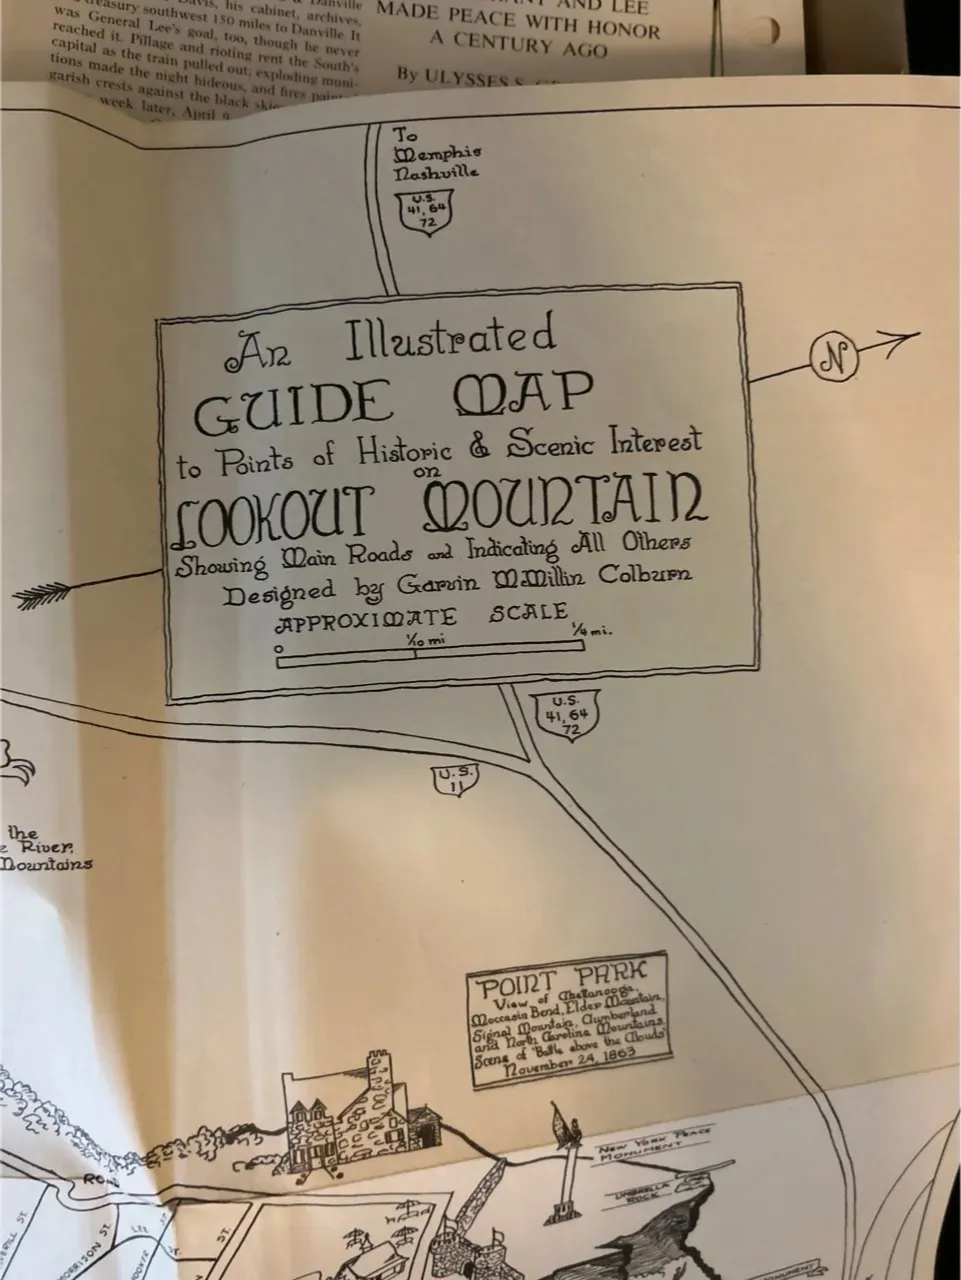 Davis, his cabinet, archives,
treasury southwest 150 miles to Danville. It
was General Lee's goal, too, though he never
reached it. Pillage and rioting rent the South's
capital as the train pulled out; exploding muni-
tions made the night hideous, and fires
garish crests against the black
week later, April 9
AND LEE
MADE PEACE WITH HONOR
A CENTURY AGO
By ULYSSES S.
To
Memphis
Nashville
U.S.
41, 64
72
An Illustrated
GUIDE MAP
to Points of Historic & Scenic Interest
on
LOOKOUT MOUNTAIN
Showing Main Roads and Indicating All Others
Designed by Garvin McMillin Colburn
APPROXIMATE SCALE
0 1/10 mi 1/4 mi.
N
U.S.
41, 64
72
U.S.
11
the
River,
Mountains
POINT PARK
View of Chattanooga,
Moccasin Bend, Elder Mountain,
Signal Mountain, Cumberland
and North Carolina Mountains.
Scene of "Battle above the Clouds"
November 24, 1863
NEW YORK PEACE
MONUMENT
UMBRELLA
ROCK
MORRISON ST.
LEE
ST.